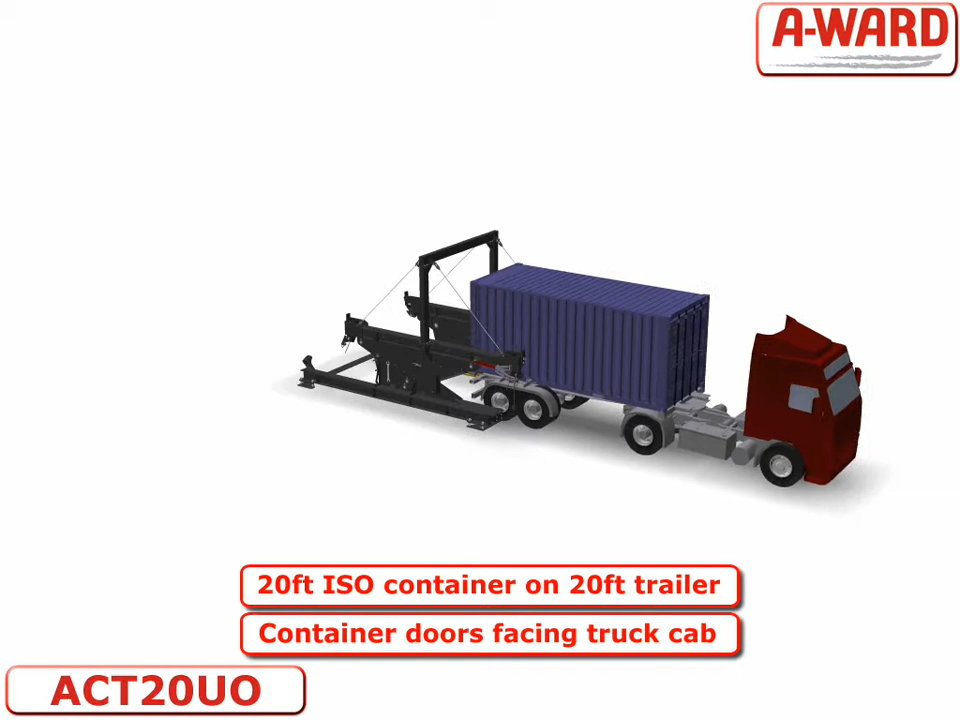 A-WARD
20ft ISO container on 20ft trailer
Container doors facing truck cab
ACT20UO